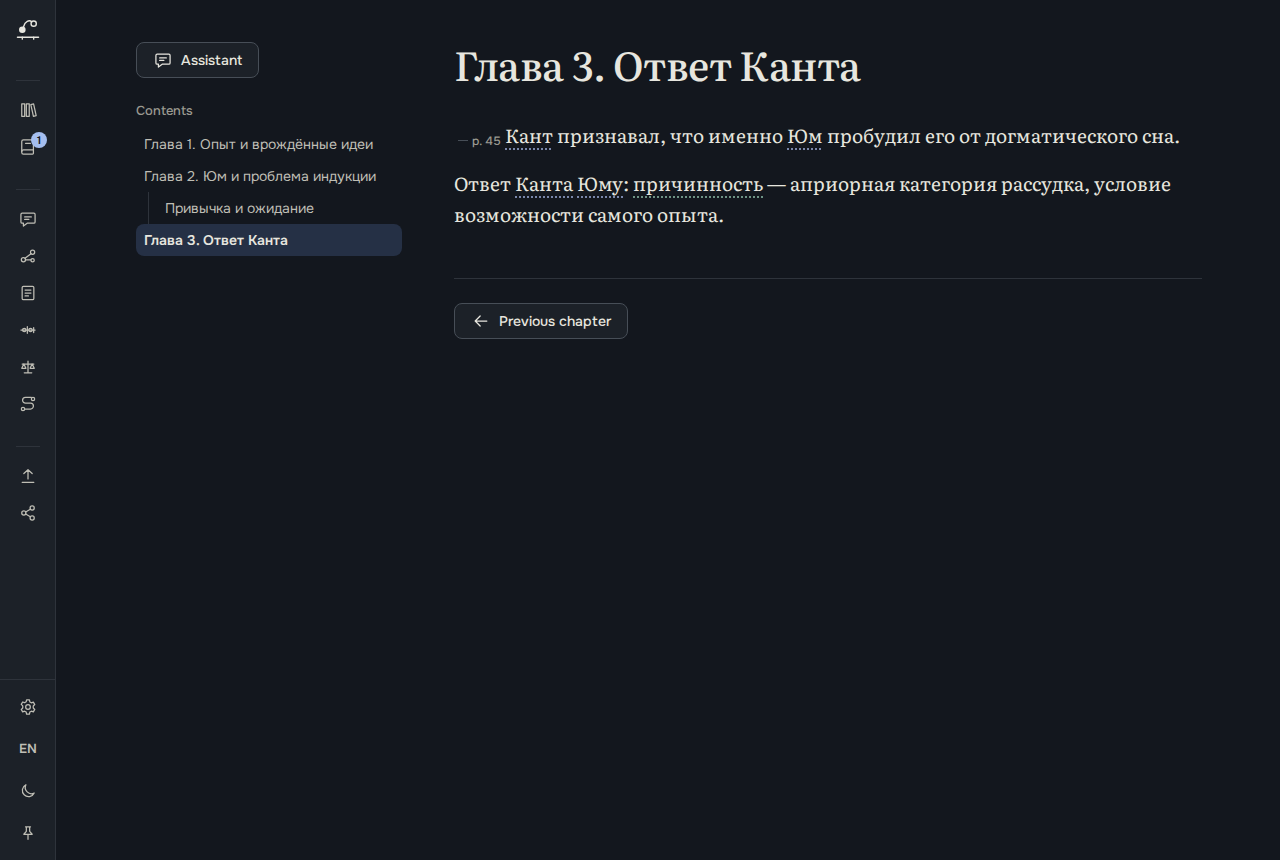 1
EN
Assistant
Contents
Глава 1. Опыт и врождённые идеи
Глава 2. Юм и проблема индукции
Привычка и ожидание
Глава 3. Ответ Канта
Глава 3. Ответ Канта
— p. 45 Кант признавал, что именно Юм пробудил его от догматического сна.
Ответ Канта Юму: причинность — априорная категория рассудка, условие
возможности самого опыта.
Previous chapter